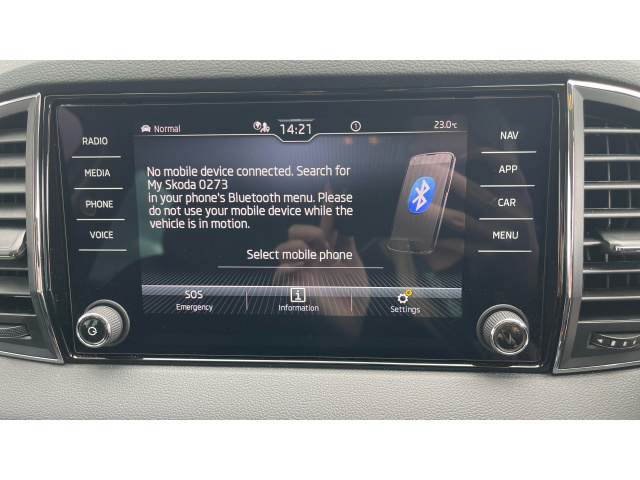 Normal
14:21
23.0°C
RADIO
MEDIA
PHONE
VOICE
No mobile device connected. Search for
My Skoda 0273
in your phone's Bluetooth menu. Please
do not use your mobile device while the
vehicle is in motion.
Select mobile phone
SOS
Emergency
Information
Settings
NAV
APP
CAR
MENU